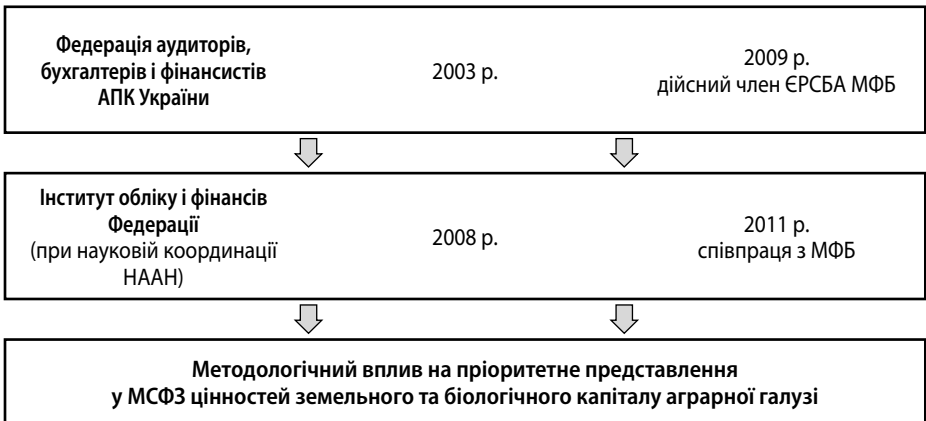 Федерація аудиторів,
бухгалтерів і фінансистів
АПК України
2003 р.
2009 р.
дійсний член ЄРСБА МФБ
Інститут обліку і фінансів
Федерації
(при науковій координації
НААН)
2008 р.
2011 р.
співпраця з МФБ
Методологічний вплив на пріоритетне представлення
у МСФЗ цінностей земельного та біологічного капіталу аграрної галузі